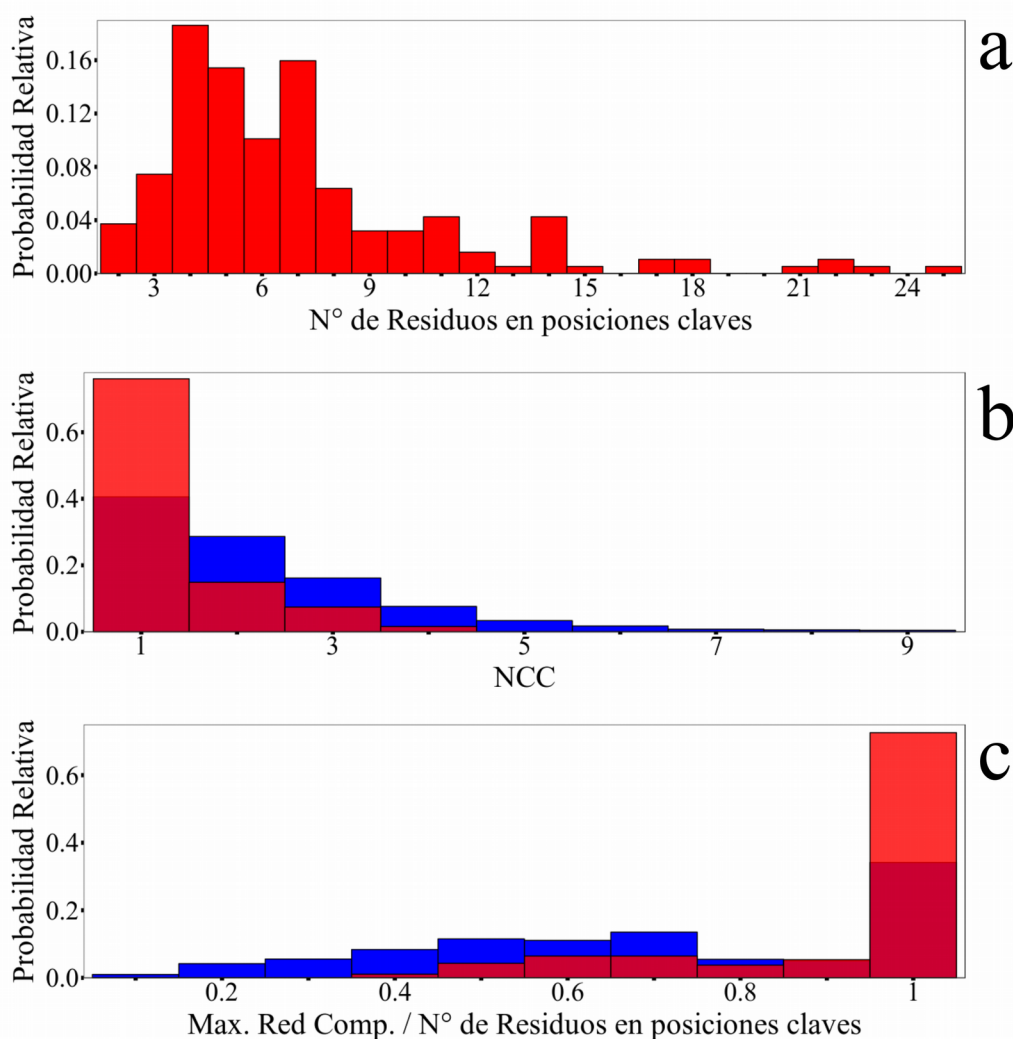 a
Probabilidad Relativa
0.16
0.12
0.08
0.04
0.00
3 6 9 12 15 18 21 24
N° de Residuos en posiciones claves
b
Probabilidad Relativa
0.6
0.4
0.2
0.0
1 3 5 7 9
NCC
c
Probabilidad Relativa
0.6
0.4
0.2
0.0
0.2 0.4 0.6 0.8 1
Max. Red Comp. / N° de Residuos en posiciones claves